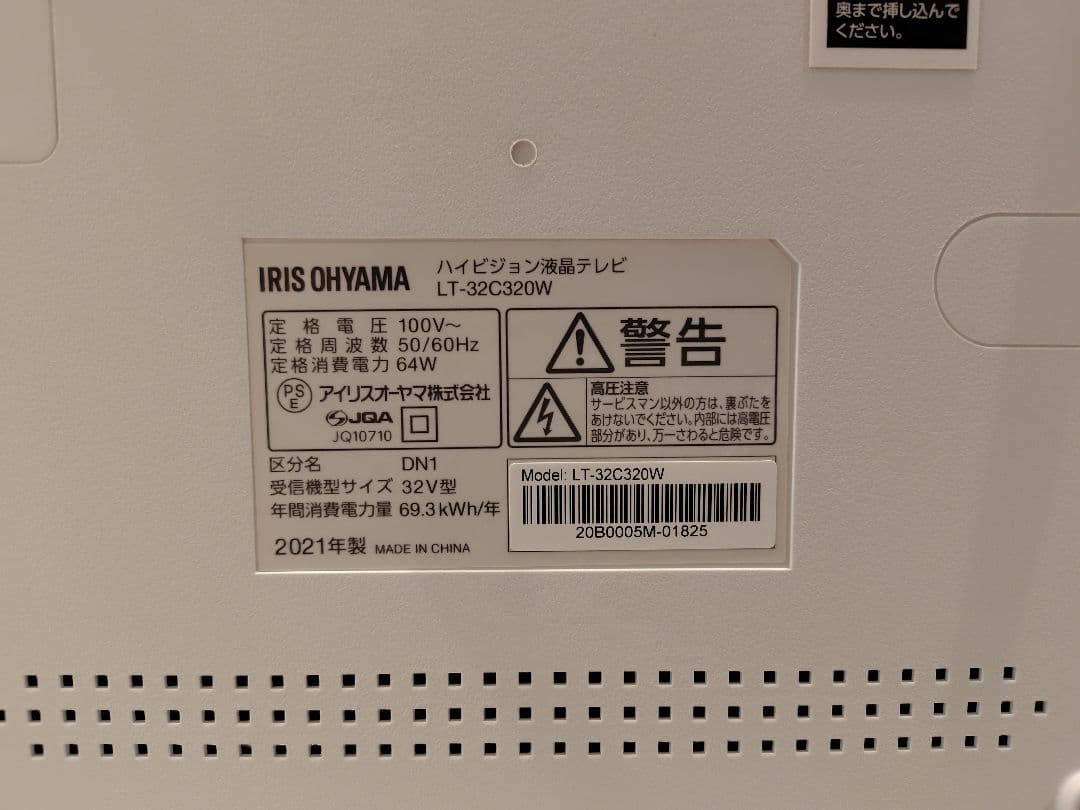 奥まで挿し込んで
ください。
IRIS OHYAMA
ハイビジョン液晶テレビ
LT-32C320W
定格電圧 100V～
定格周波数 50/60Hz
定格消費電力 64W
PS
E
アイリスオーヤマ株式会社
JQA
JQ10710
警告
高圧注意
サービスマン以外の方は、裏ぶたを
あけないでください。内部には高電圧
部分があり、万一さわると危険です。
区分名 DN1
受信機型サイズ 32V型
年間消費電力量 69.3kWh/年
2021年製 MADE IN CHINA
Model: LT-32C320W
20B0005M-01825